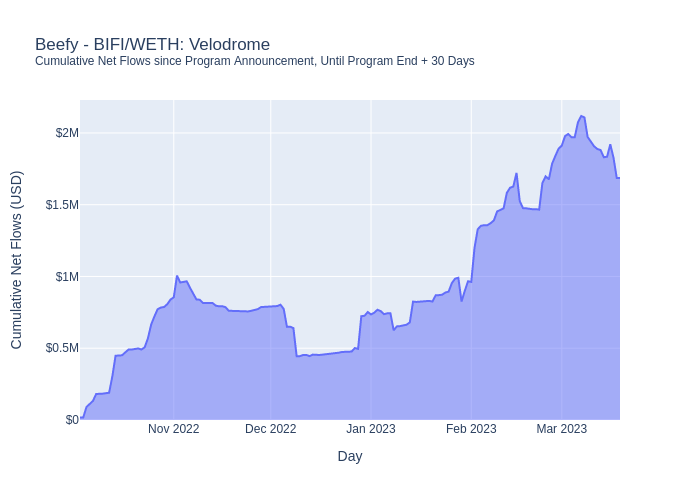 Beefy - BIFI/WETH: Velodrome
Cumulative Net Flows since Program Announcement, Until Program End + 30 Days
Cumulative Net Flows (USD)
$2M
$1.5M
$1M
$0.5M
$0
Nov 2022 Dec 2022 Jan 2023 Feb 2023 Mar 2023
Day